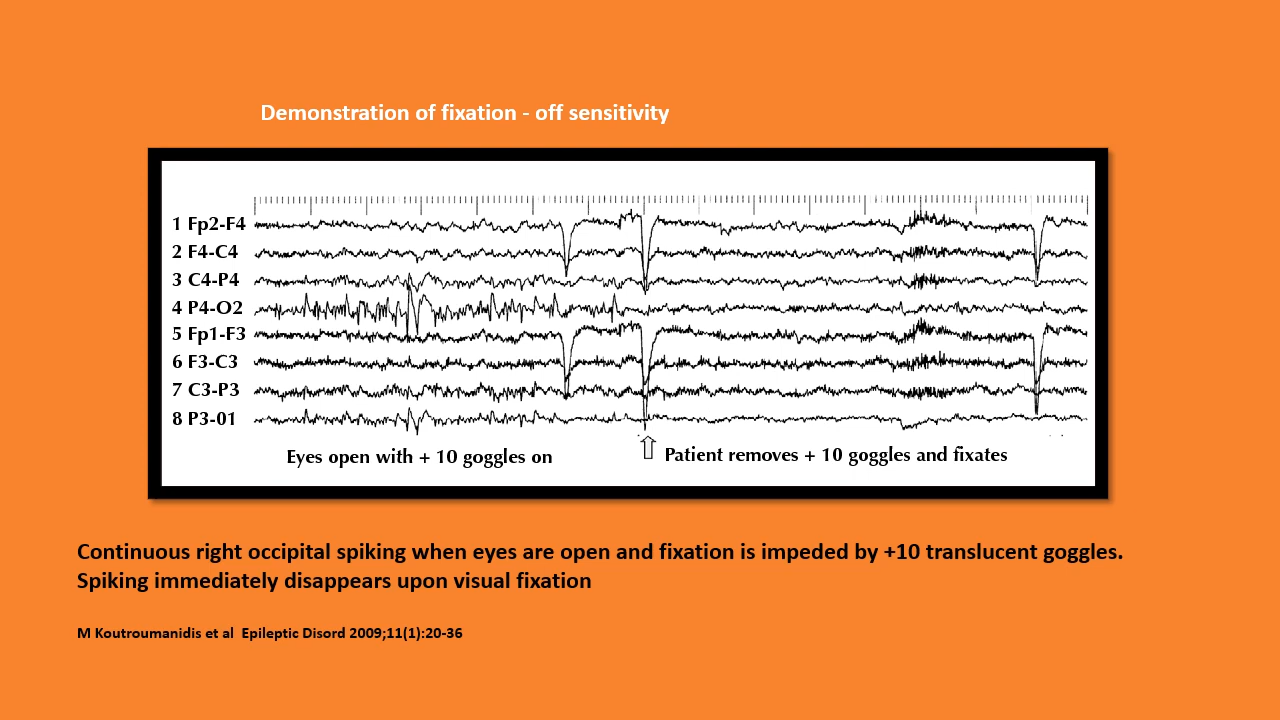 Demonstration of fixation - off sensitivity
1 Fp2-F4
2 F4-C4
3 C4-P4
4 P4-O2
5 Fp1-F3
6 F3-C3
7 C3-P3
8 P3-01
Eyes open with + 10 goggles on
Patient removes + 10 goggles and fixates
Continuous right occipital spiking when eyes are open and fixation is impeded by +10 translucent goggles.
Spiking immediately disappears upon visual fixation
M Koutroumanidis et al  Epileptic Disord 2009;11(1):20-36